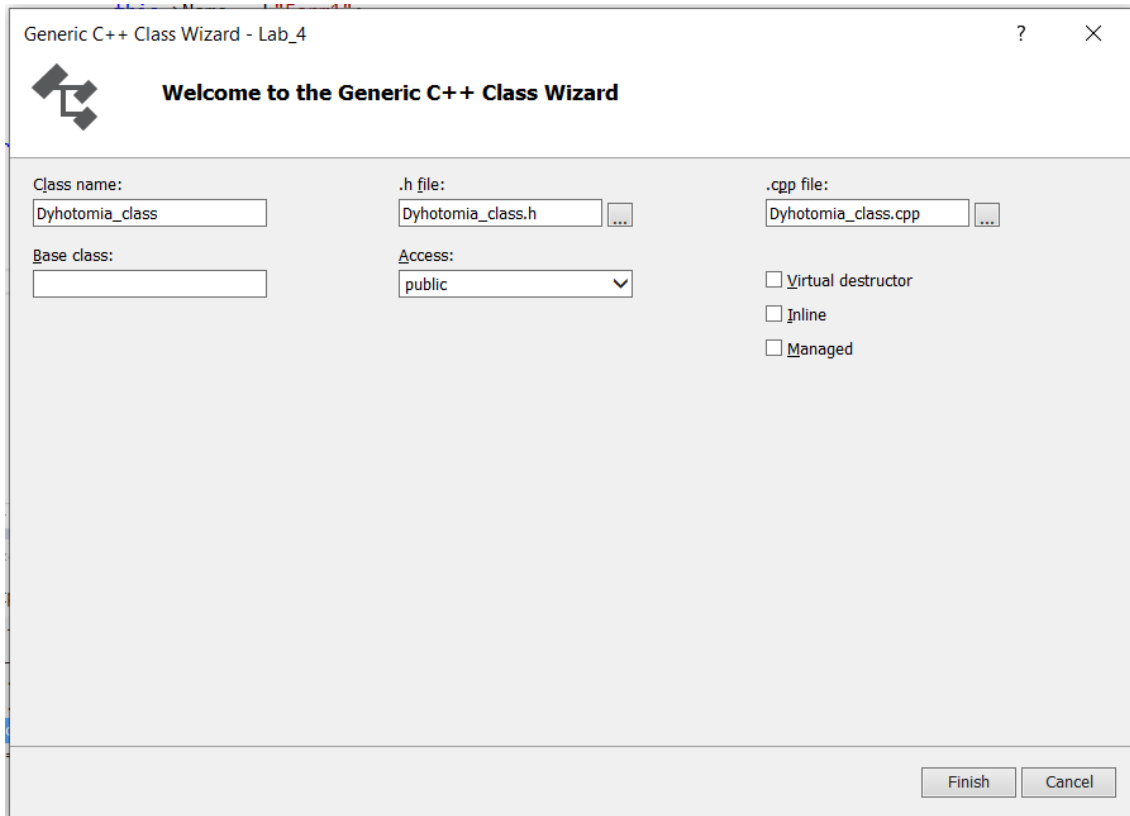 Generic C++ Class Wizard - Lab_4
?
Welcome to the Generic C++ Class Wizard
Class name:
.h file:
.cpp file:
Dyhotomia_class
Dyhotomia_class.h
...
Dyhotomia_class.cpp
...
Base class:
Access:
public
Virtual destructor
Inline
Managed
Finish
Cancel